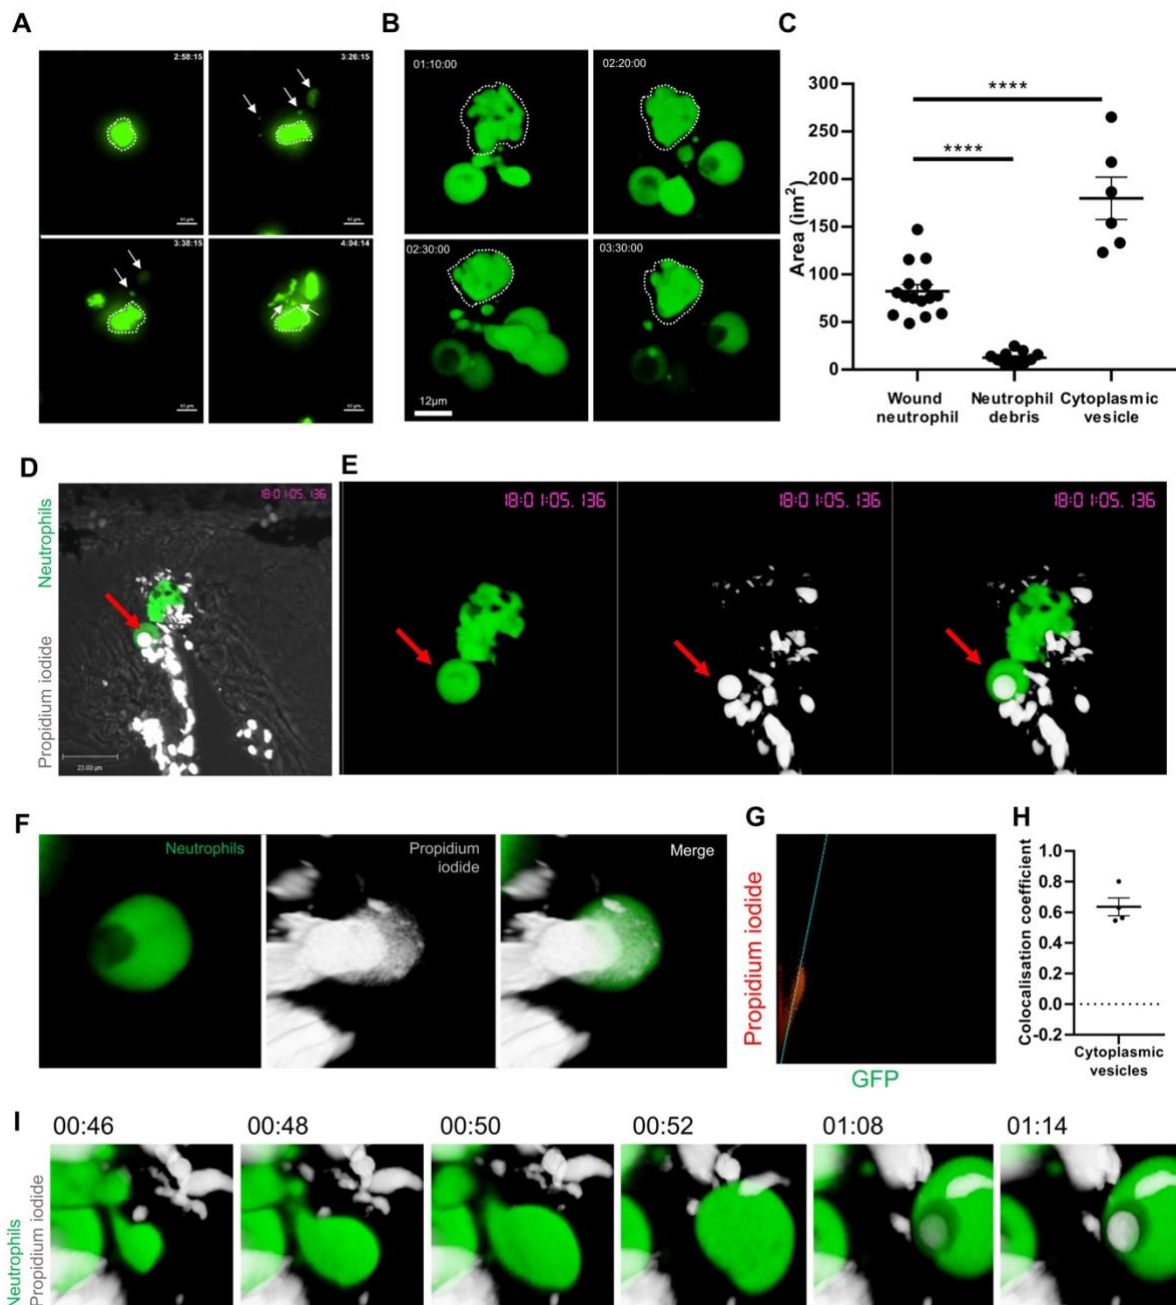 A
2:58:15
3:26:15
3:38:15
4:04:14
B
01:10:00
02:20:00
02:30:00
03:30:00
12µm
C
300
250
200
150
100
50
0
Area (im²)
****
****
Wound
neutrophil
Neutrophil
debris
Cytoplasmic
vesicle
D
Neutrophils
Propidium iodide
18:01:05.136
23.00 µm
E
18:01:05.136
18:01:05.136
18:01:05.136
F
Neutrophils
Propidium
iodide
Merge
G
Propidium iodide
GFP
H
Colocalisation coefficient
1.0
0.8
0.6
0.4
0.2
0.0
-0.2
Cytoplasmic
vesicles
I
00:46
00:48
00:50
00:52
01:08
01:14
Neutrophils
Propidium iodide